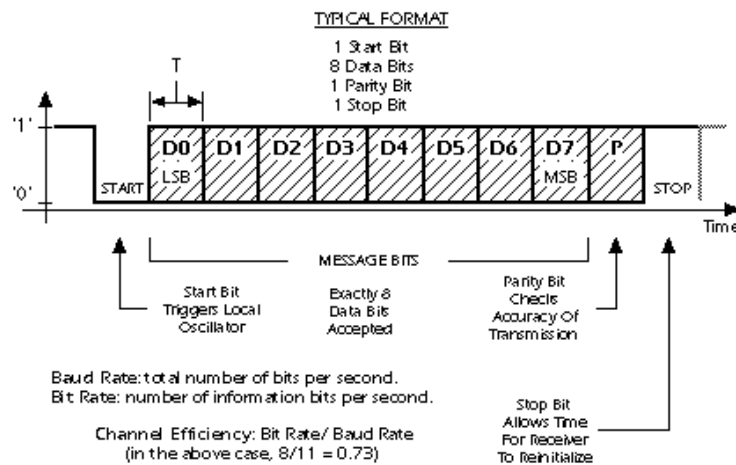 TYPICAL FORMAT
1 Start Bit
8 Data Bits
1 Parity Bit
1 Stop Bit
T
'1'
D0 D1 D2 D3 D4 D5 D6 D7 P
START LSB MSB STOP
'0'
Time
MESSAGE BITS
Start Bit
Triggers Local
Oscillator
Exactly 8
Data Bits
Accepted
Parity Bit
Checks
Accuracy Of
Transmission
Baud Rate: total number of bits per second.
Bit Rate: number of information bits per second.
Channel Efficiency: Bit Rate/ Baud Rate
(in the above case, 8/11 = 0.73)
Stop Bit
Allows Time
For Receiver
To Reinitialize